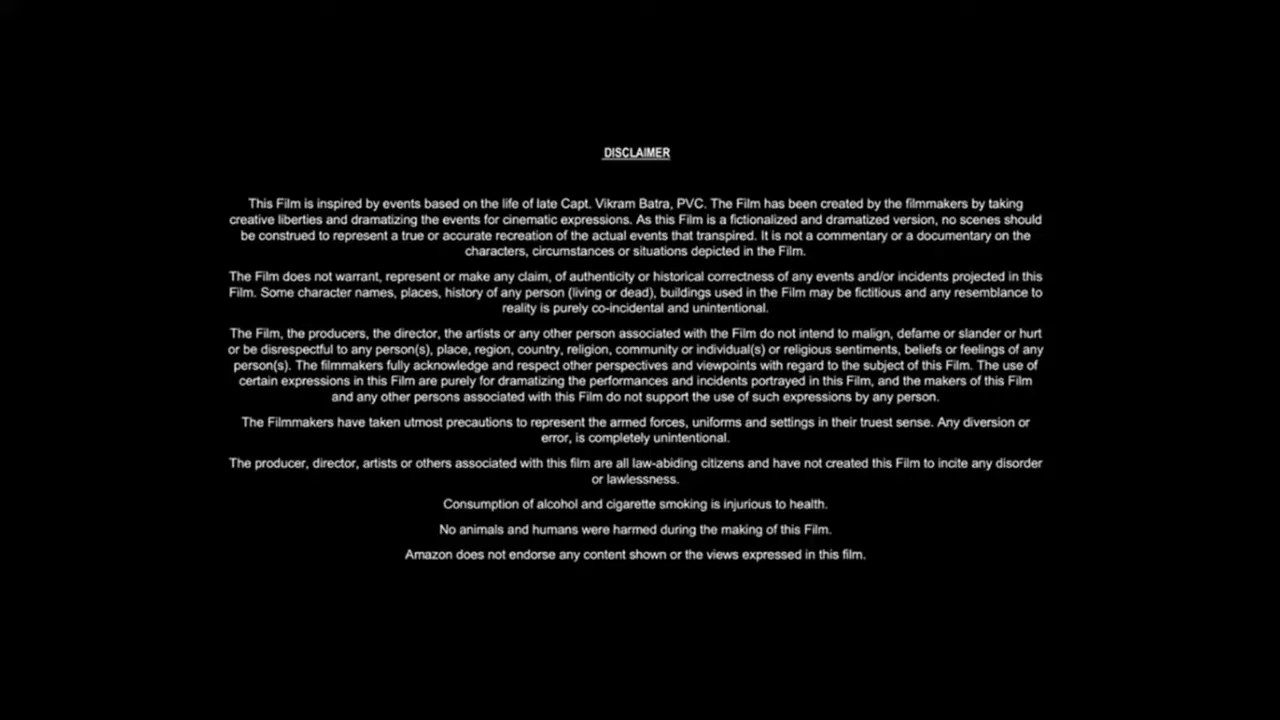 DISCLAIMER
This Film is inspired by events based on the life of late Capt. Vikram Batra, PVC. The Film has been created by the filmmakers by taking
creative liberties and dramatizing the events for cinematic expressions. As this Film is a fictionalized and dramatized version, no scenes should
be construed to represent a true or accurate recreation of the actual events that transpired. It is not a commentary or a documentary on the
characters, circumstances or situations depicted in the Film.
The Film does not warrant, represent or make any claim, of authenticity or historical correctness of any events and/or incidents projected in this
Film. Some character names, places, history of any person (living or dead), buildings used in the Film may be fictitious and any resemblance to
reality is purely co-incidental and unintentional.
The Film, the producers, the director, the artists or any other person associated with the Film do not intend to malign, defame or slander or hurt
or be disrespectful to any person(s), place, region, country, religion, community or individual(s) or religious sentiments, beliefs or feelings of any
person(s). The filmmakers fully acknowledge and respect other perspectives and viewpoints with regard to the subject of this Film. The use of
certain expressions in this Film are purely for dramatizing the performances and incidents portrayed in this Film, and the makers of this Film
and any other persons associated with this Film do not support the use of such expressions by any person.
The Filmmakers have taken utmost precautions to represent the armed forces, uniforms and settings in their truest sense. Any diversion or
error, is completely unintentional.
The producer, director, artists or others associated with this film are all law-abiding citizens and have not created this Film to incite any disorder
or lawlessness.
Consumption of alcohol and cigarette smoking is injurious to health.
No animals and humans were harmed during the making of this Film.
Amazon does not endorse any content shown or the views expressed in this film.